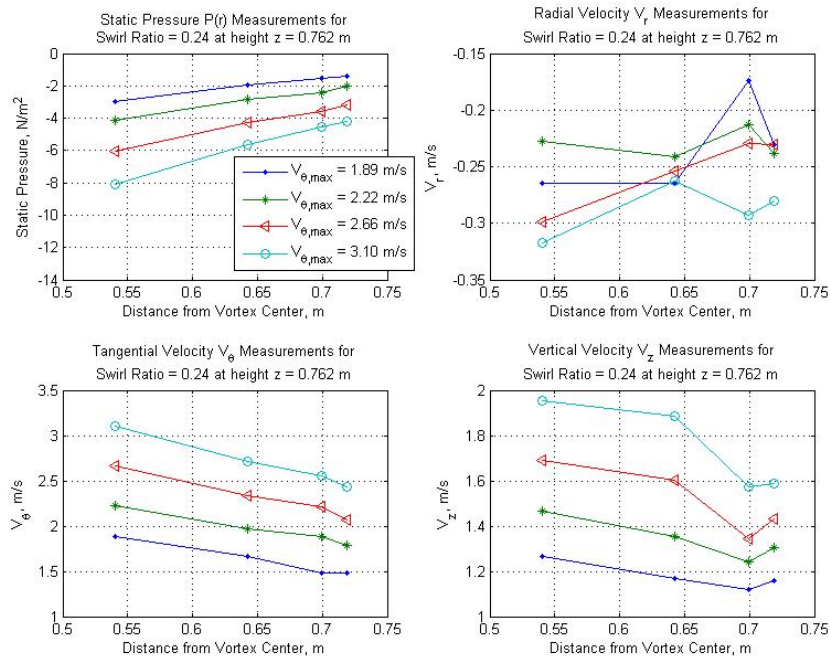 Static Pressure P(r) Measurements for
Swirl Ratio = 0.24 at height z = 0.762 m
0
-2
-4
-6
-8
-10
-12
-14
Static Pressure, N/m²
V_θ,max = 1.89 m/s
V_θ,max = 2.22 m/s
V_θ,max = 2.66 m/s
V_θ,max = 3.10 m/s
0.5 0.55 0.6 0.65 0.7 0.75
Distance from Vortex Center, m
Radial Velocity V_r Measurements for
Swirl Ratio = 0.24 at height z = 0.762 m
-0.15
-0.2
-0.25
-0.3
-0.35
V_r, m/s
0.5 0.55 0.6 0.65 0.7 0.75
Distance from Vortex Center, m
Tangential Velocity V_θ Measurements for
Swirl Ratio = 0.24 at height z = 0.762 m
3.5
3
2.5
2
1.5
1
V_θ, m/s
0.5 0.55 0.6 0.65 0.7 0.75
Distance from Vortex Center, m
Vertical Velocity V_z Measurements for
Swirl Ratio = 0.24 at height z = 0.762 m
2
1.8
1.6
1.4
1.2
1
V_z, m/s
0.5 0.55 0.6 0.65 0.7 0.75
Distance from Vortex Center, m